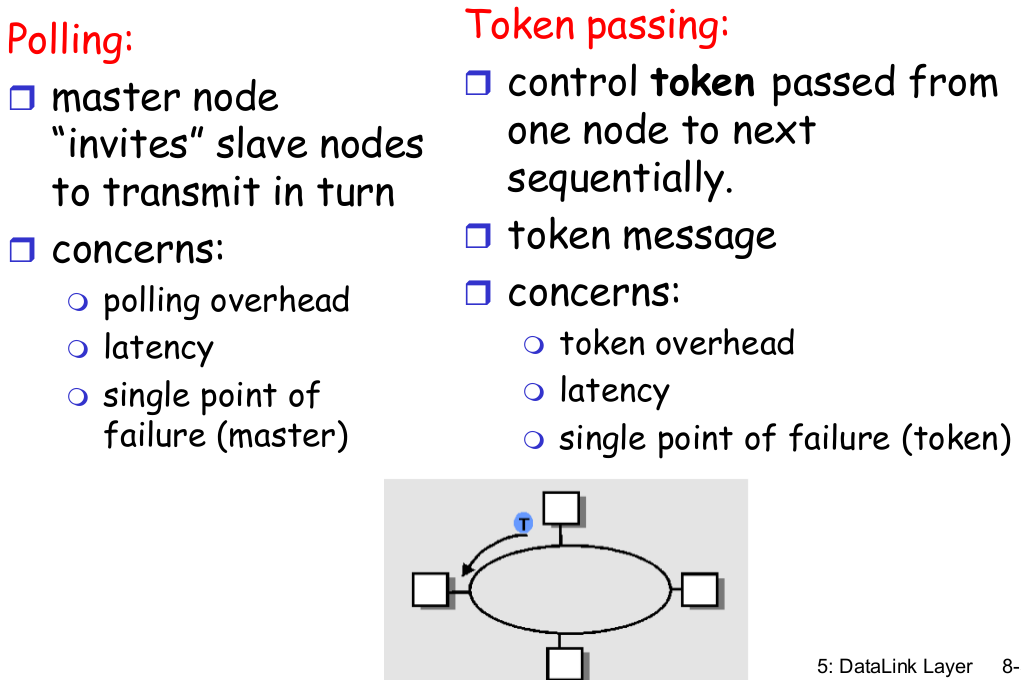 Polling:
master node
“invites” slave nodes
to transmit in turn
concerns:
polling overhead
latency
single point of
failure (master)
Token passing:
control token passed from
one node to next
sequentially.
token message
concerns:
token overhead
latency
single point of failure (token)
T
5: DataLink Layer 8-